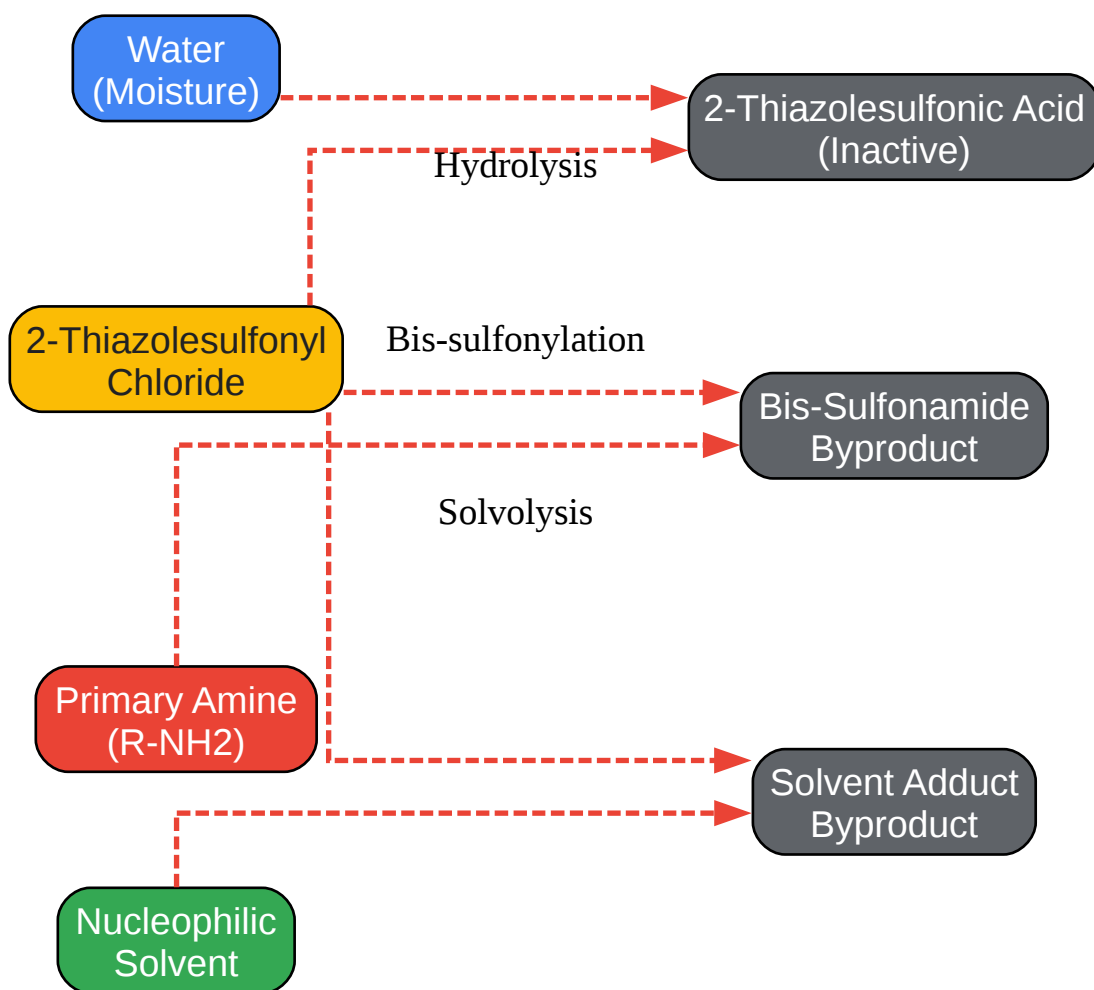 Water
(Moisture)
2-Thiazolesulfonic Acid
(Inactive)
Hydrolysis
2-Thiazolesulfonyl
Chloride
Bis-sulfonylation
Bis-Sulfonamide
Byproduct
Solvolysis
Primary Amine
(R-NH2)
Solvent Adduct
Byproduct
Nucleophilic
Solvent